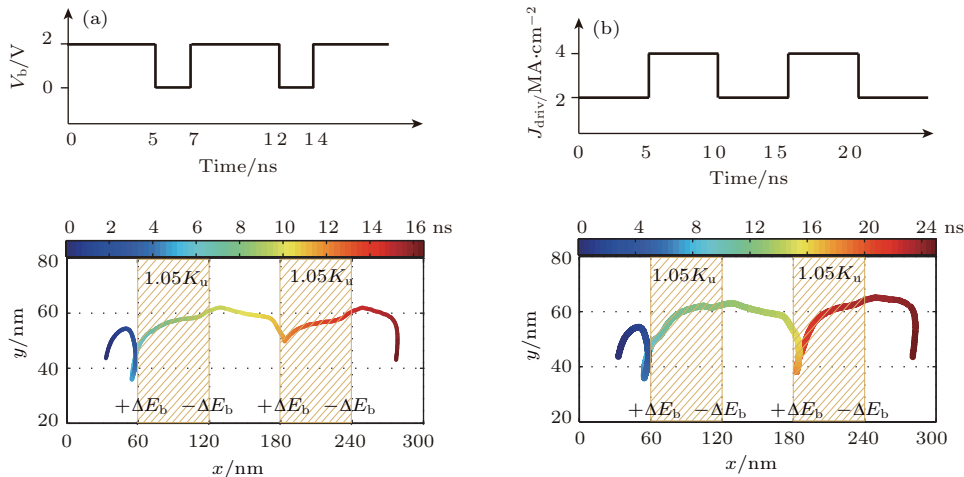 (a)
V_b/V
2
0
0 5 7 12 14
Time/ns
(b)
J_driv/MA·cm⁻²
4
2
0 5 10 15 20
Time/ns
0 2 4 6 8 10 12 14 16 ns
80
60
40
20
y/nm
1.05K_u 1.05K_u
+ΔE_b −ΔE_b +ΔE_b −ΔE_b
0 60 120 180 240 300
x/nm
0 4 8 12 16 20 24 ns
80
60
40
20
y/nm
1.05K_u 1.05K_u
+ΔE_b −ΔE_b +ΔE_b −ΔE_b
0 60 120 180 240 300
x/nm